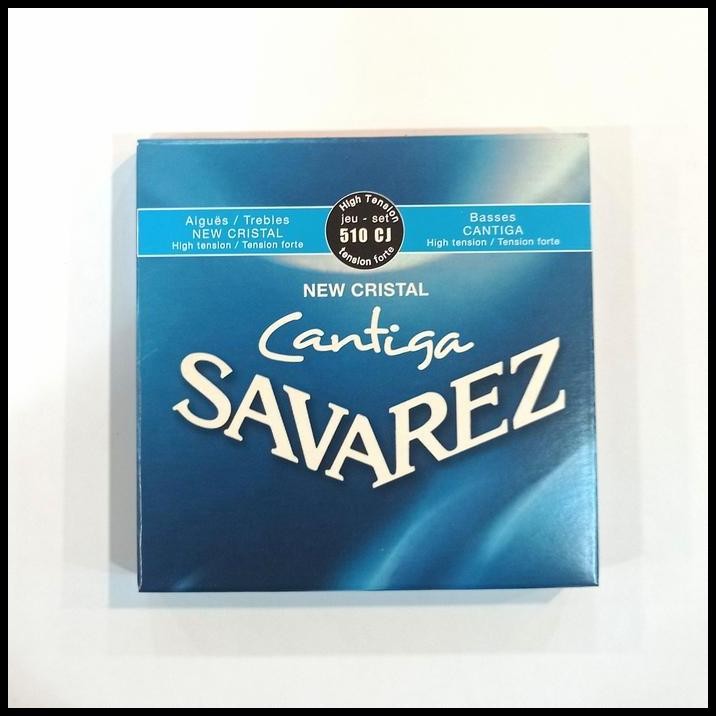 Aiguës / Trebles
NEW CRISTAL
High tension / Tension forte
High Tension
jeu - set
510 CJ
tension forte
Basses
CANTIGA
High tension / Tension forte
NEW CRISTAL
Cantiga
SAVAREZ